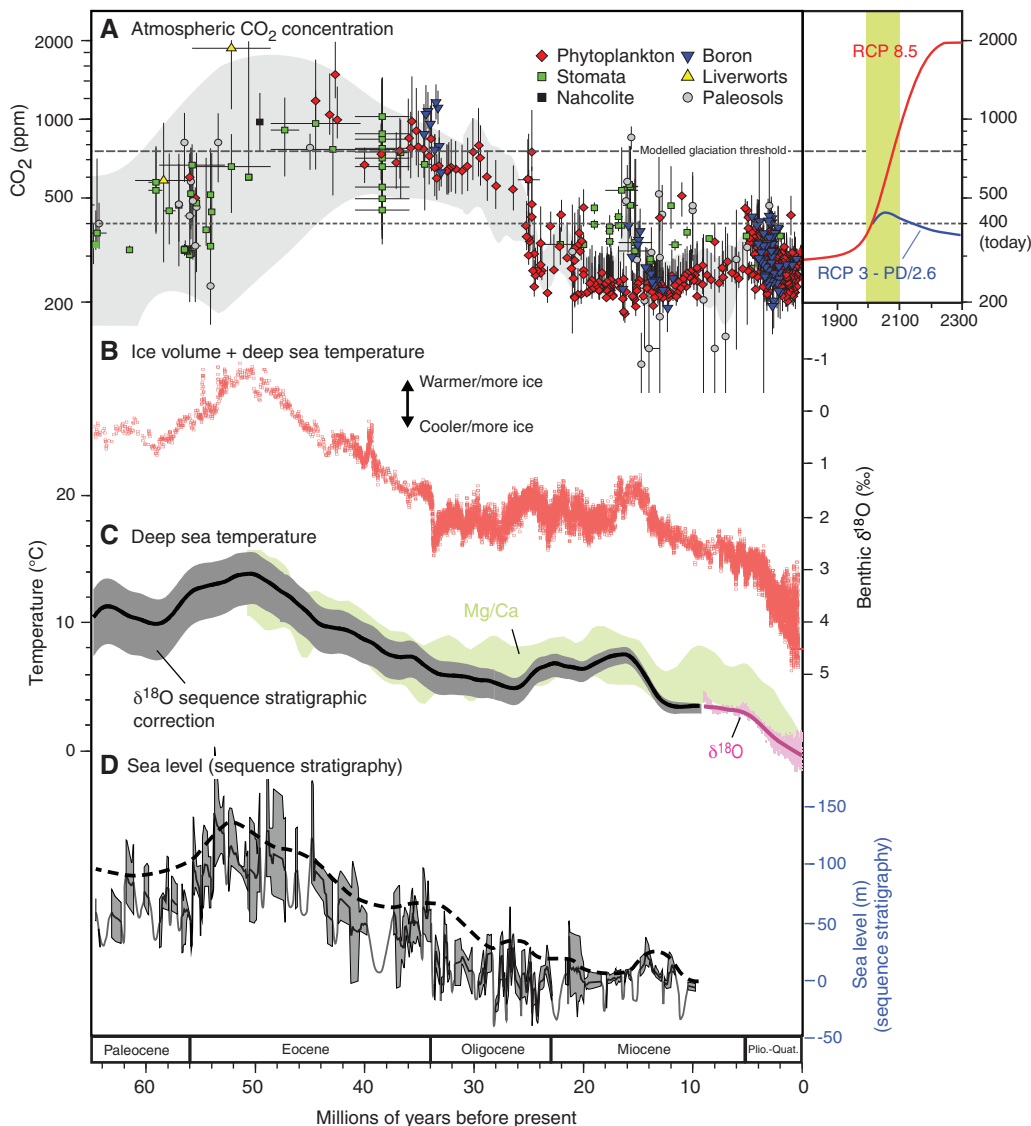 A Atmospheric CO2 concentration
2000
1000
500
200
CO2 (ppm)
Phytoplankton
Stomata
Nahcolite
Boron
Liverworts
Paleosols
Modelled glaciation threshold
RCP 8.5
RCP 3 - PD/2.6
2000
1000
500
400
(today)
200
1900 2100 2300
B Ice volume + deep sea temperature
Warmer/more ice
Cooler/more ice
-1
0
1
2
3
4
5
Benthic δ18O (‰)
C Deep sea temperature
20
10
0
Temperature (°C)
Mg/Ca
δ18O sequence stratigraphic
correction
δ18O
D Sea level (sequence stratigraphy)
150
100
50
0
-50
Sea level (m)
(sequence stratigraphy)
Paleocene Eocene Oligocene Miocene Plio.-Quat.
60 50 40 30 20 10 0
Millions of years before present